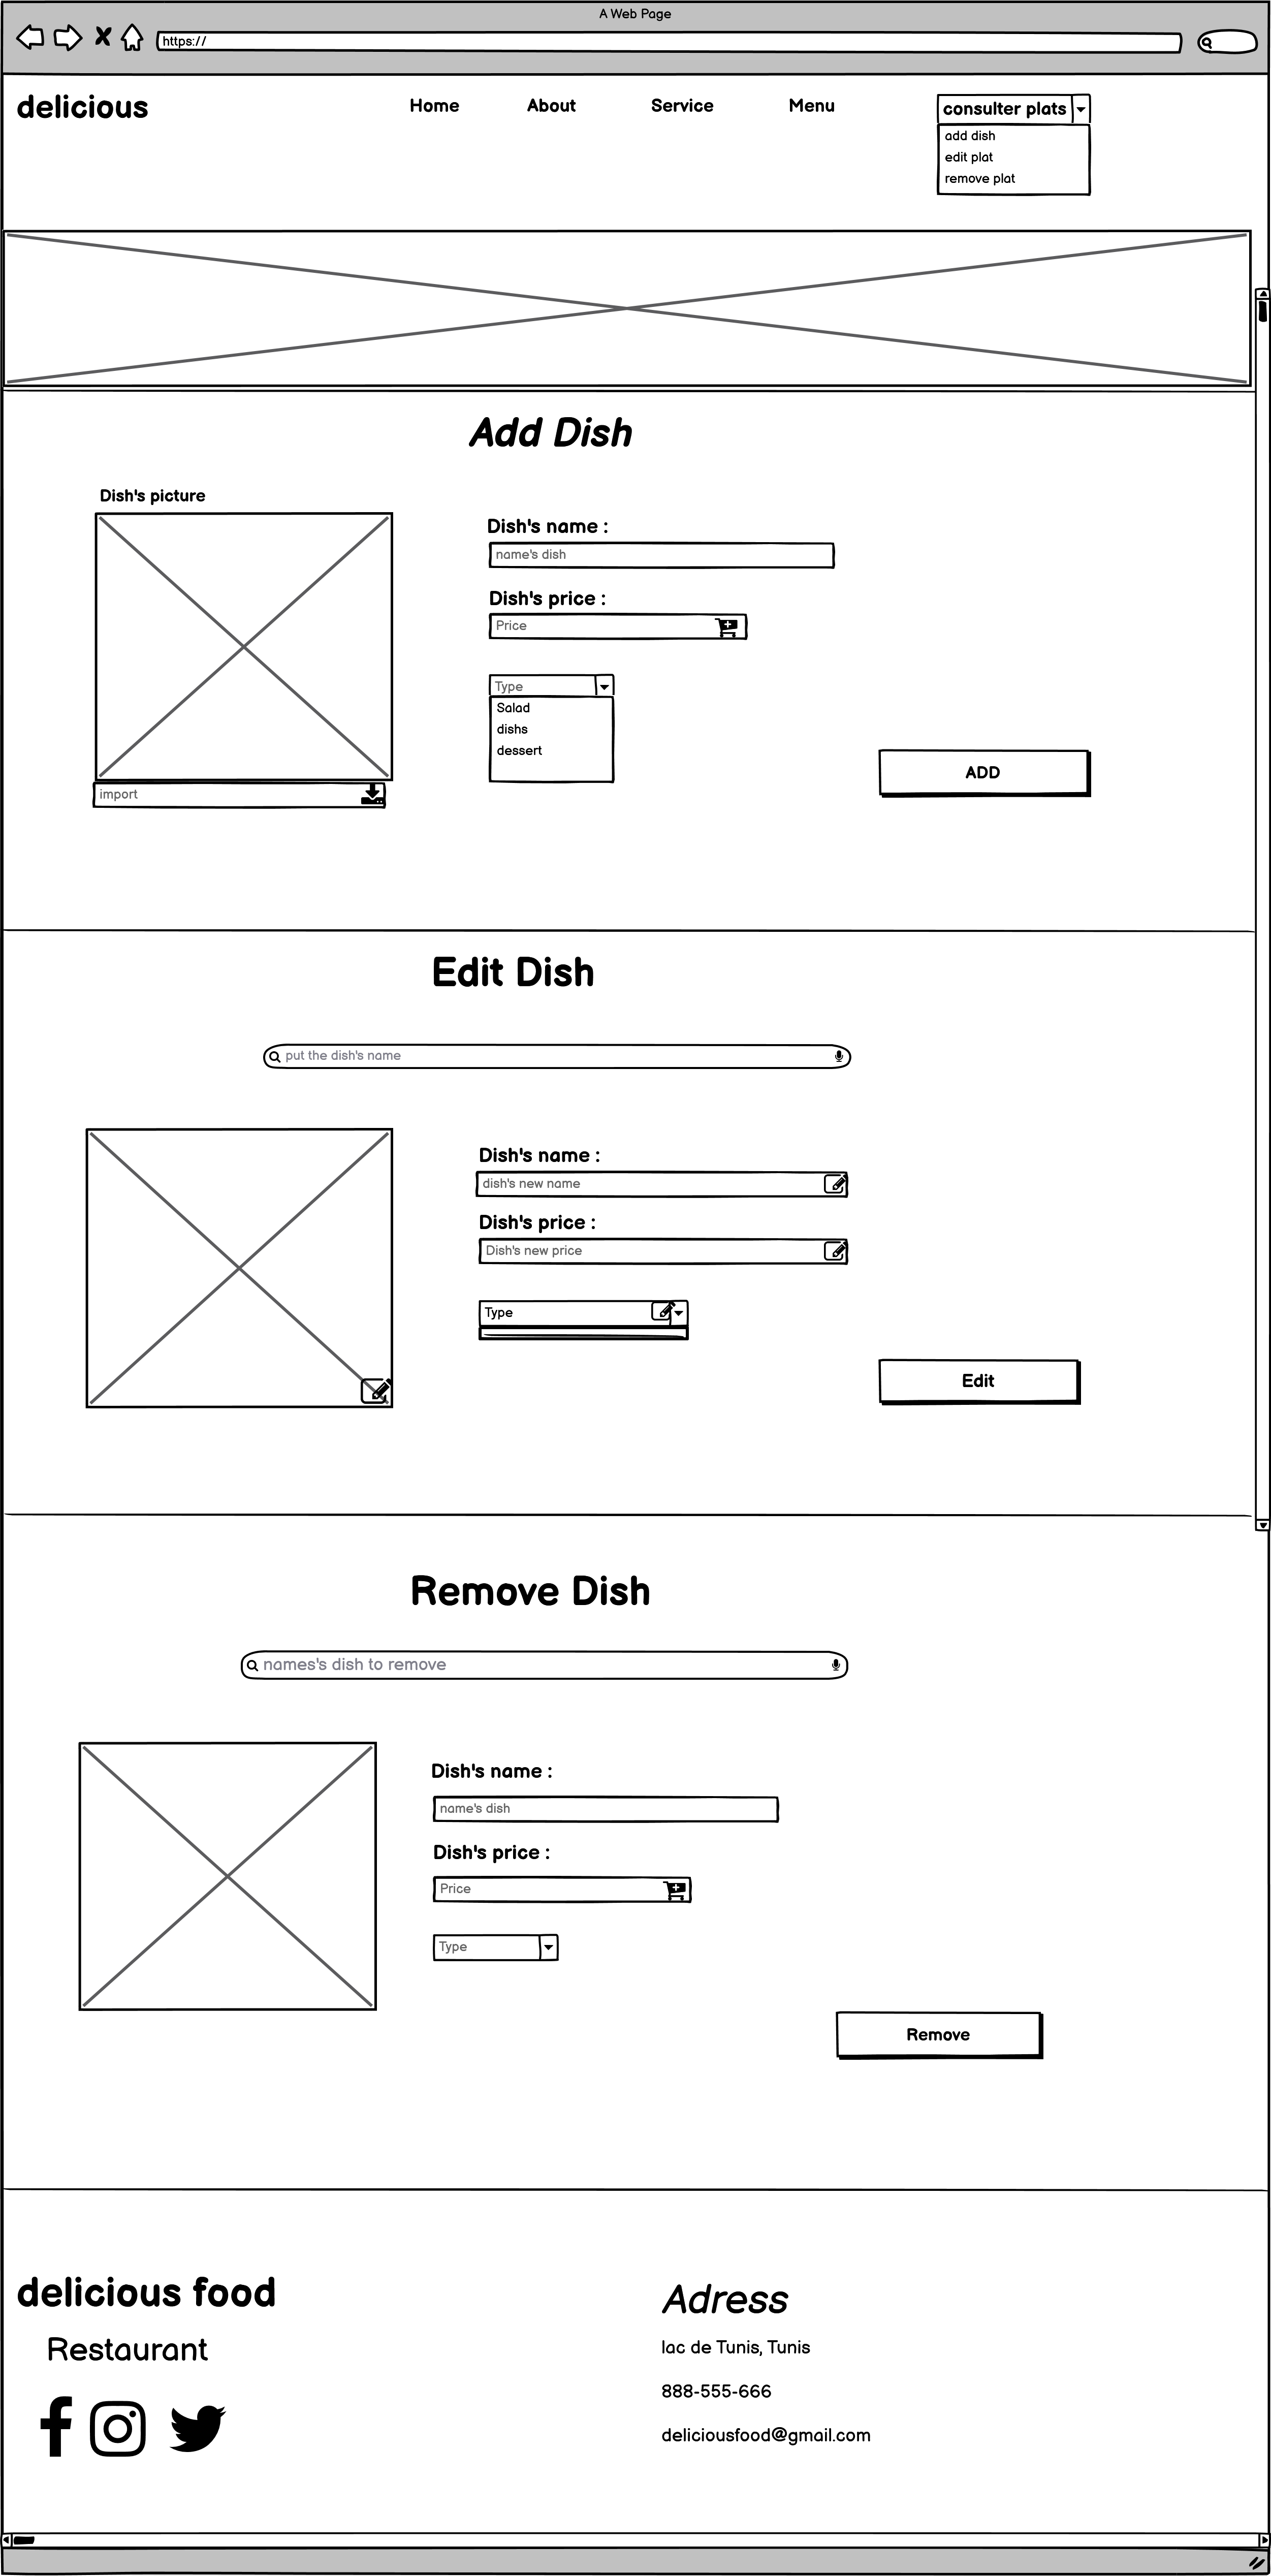 A Web Page
https://
delicious
Home
About
Service
Menu
consulter plats
add dish
edit plat
remove plat
Add Dish
Dish's picture
import
Dish's name :
name's dish
Dish's price :
Price
Type
Salad
dishs
dessert
ADD
Edit Dish
put the dish's name
Dish's name :
dish's new name
Dish's price :
Dish's new price
Type
Edit
Remove Dish
names's dish to remove
Dish's name :
name's dish
Dish's price :
Price
Type
Remove
delicious food
Restaurant
Adress
lac de Tunis, Tunis
888-555-666
deliciousfood@gmail.com